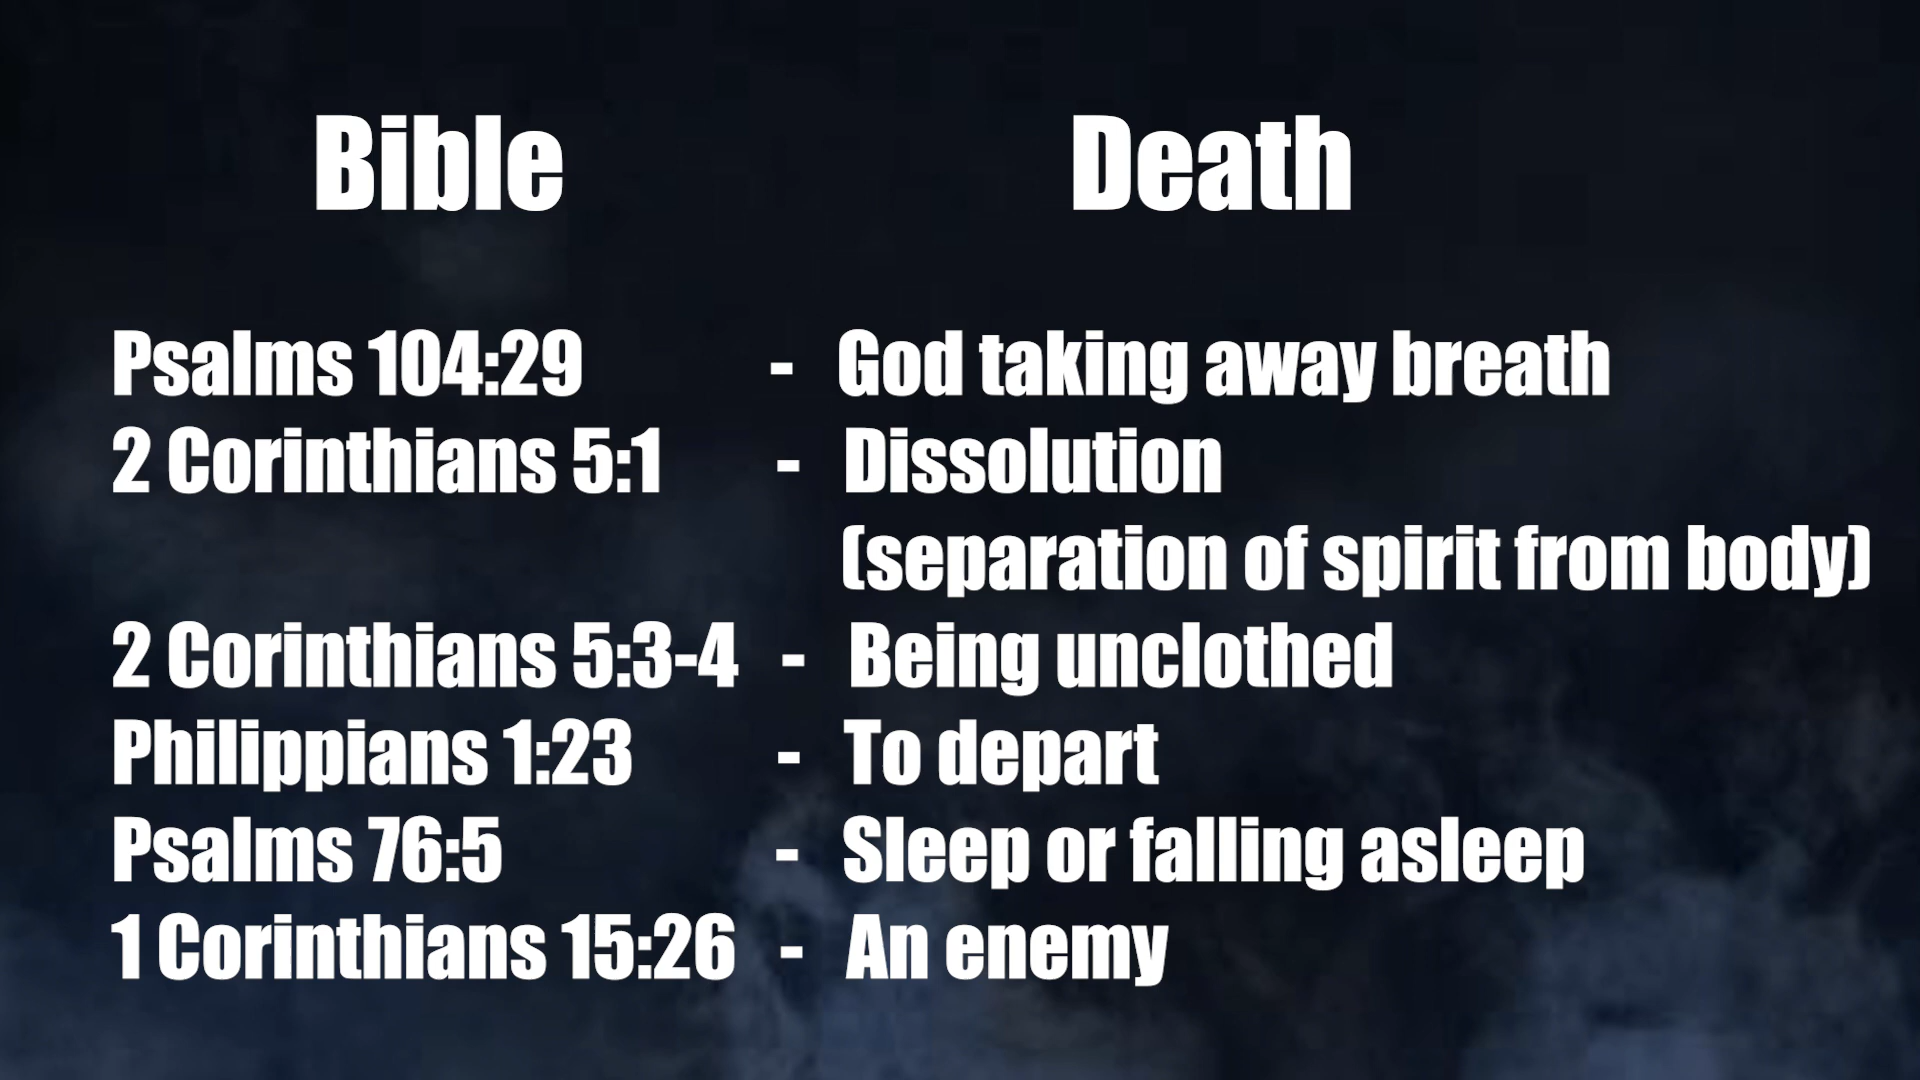 Bible Death
Psalms 104:29 - God taking away breath
2 Corinthians 5:1 - Dissolution
(separation of spirit from body)
2 Corinthians 5:3-4 - Being unclothed
Philippians 1:23 - To depart
Psalms 76:5 - Sleep or falling asleep
1 Corinthians 15:26 - An enemy